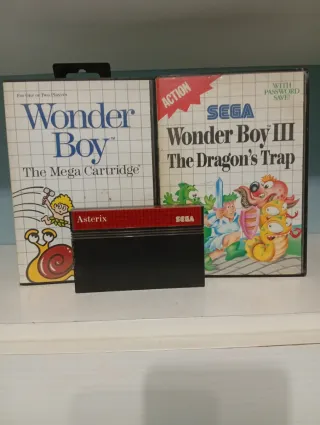 For One or Two Players
Wonder
Boy™
The Mega Cartridge
ACTION
WITH
PASSWORD
SAVE!
SEGA
Wonder Boy III
The Dragon's Trap
Asterix
SEGA